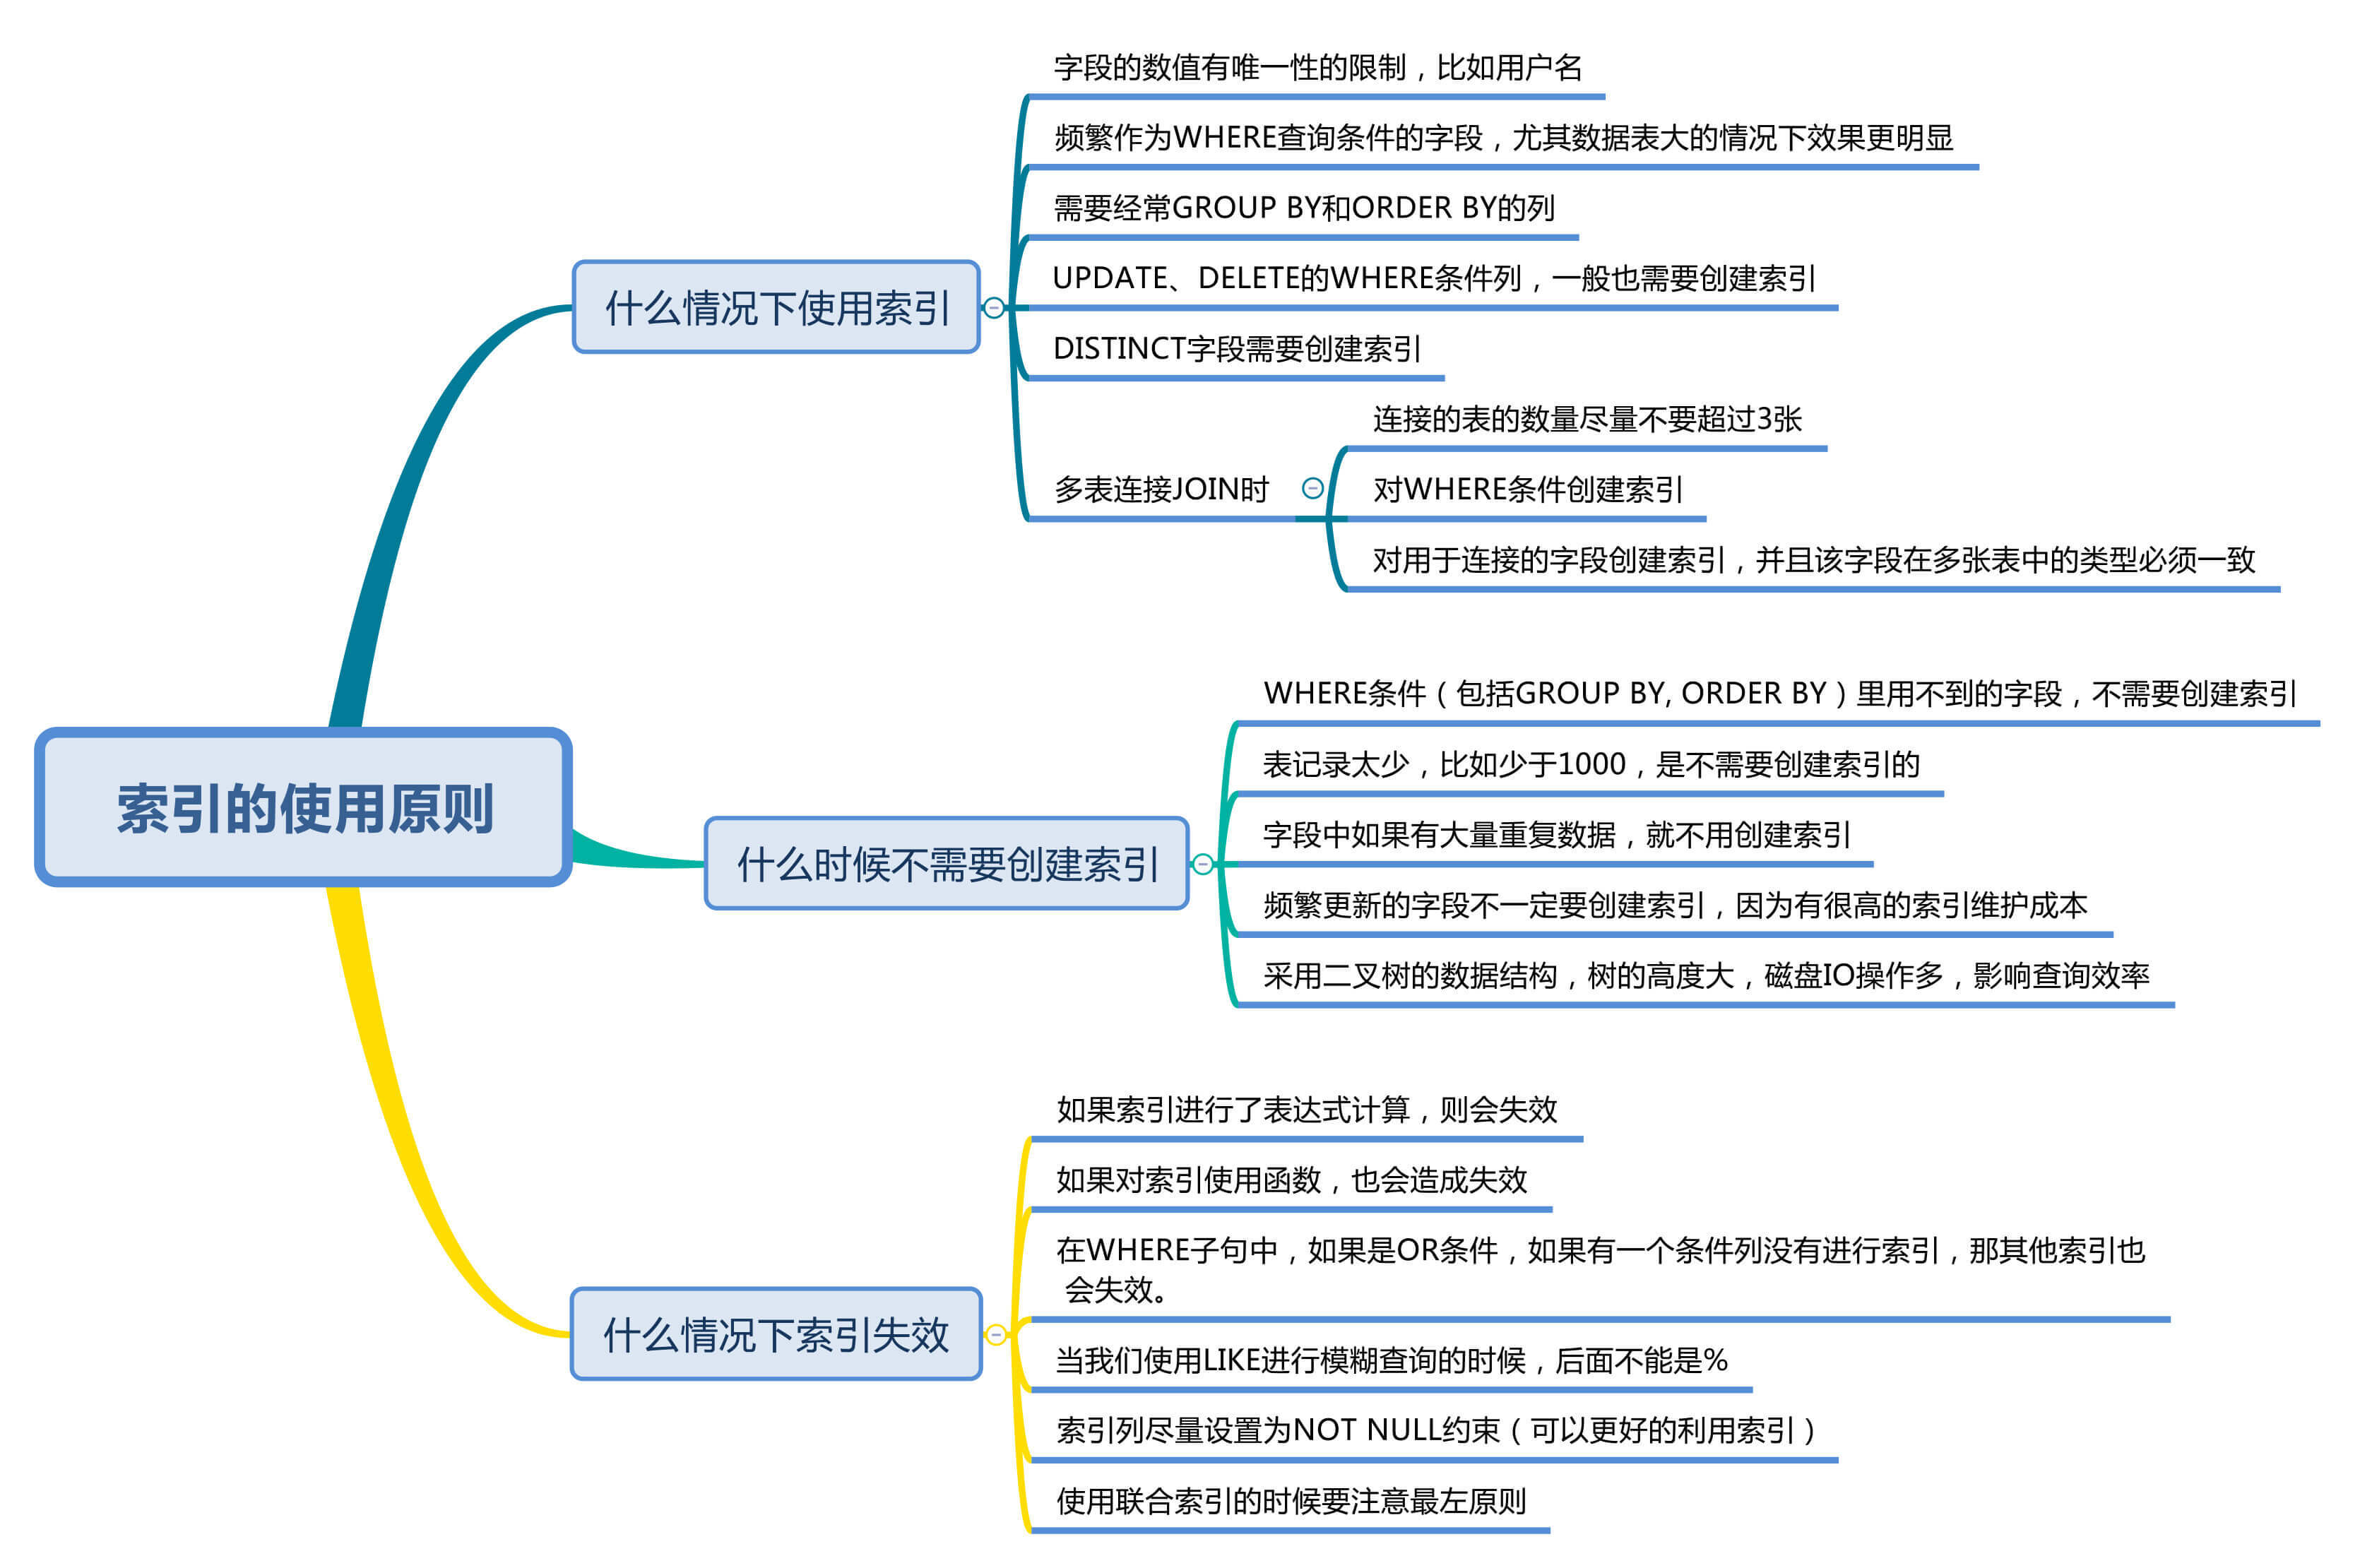 字段的数值有唯一性的限制，比如用户名
频繁作为WHERE查询条件的字段，尤其数据表大的情况下效果更明显
需要经常GROUP BY和ORDER BY的列
什么情况下使用索引
UPDATE、DELETE的WHERE条件列，一般也需要创建索引
DISTINCT字段需要创建索引
多表连接JOIN时
连接的表的数量尽量不要超过3张
对WHERE条件创建索引
对用于连接的字段创建索引，并且该字段在多张表中的类型必须一致
索引的使用原则
什么时候不需要创建索引
WHERE条件（包括GROUP BY, ORDER BY）里用不到的字段，不需要创建索引
表记录太少，比如少于1000，是不需要创建索引的
字段中如果有大量重复数据，就不用创建索引
频繁更新的字段不一定要创建索引，因为有很高的索引维护成本
采用二叉树的数据结构，树的高度大，磁盘IO操作多，影响查询效率
什么情况下索引失效
如果索引进行了表达式计算，则会失效
如果对索引使用函数，也会造成失效
在WHERE子句中，如果是OR条件，如果有一个条件列没有进行索引，那其他索引也
会失效。
当我们使用LIKE进行模糊查询的时候，后面不能是%
索引列尽量设置为NOT NULL约束（可以更好的利用索引）
使用联合索引的时候要注意最左原则